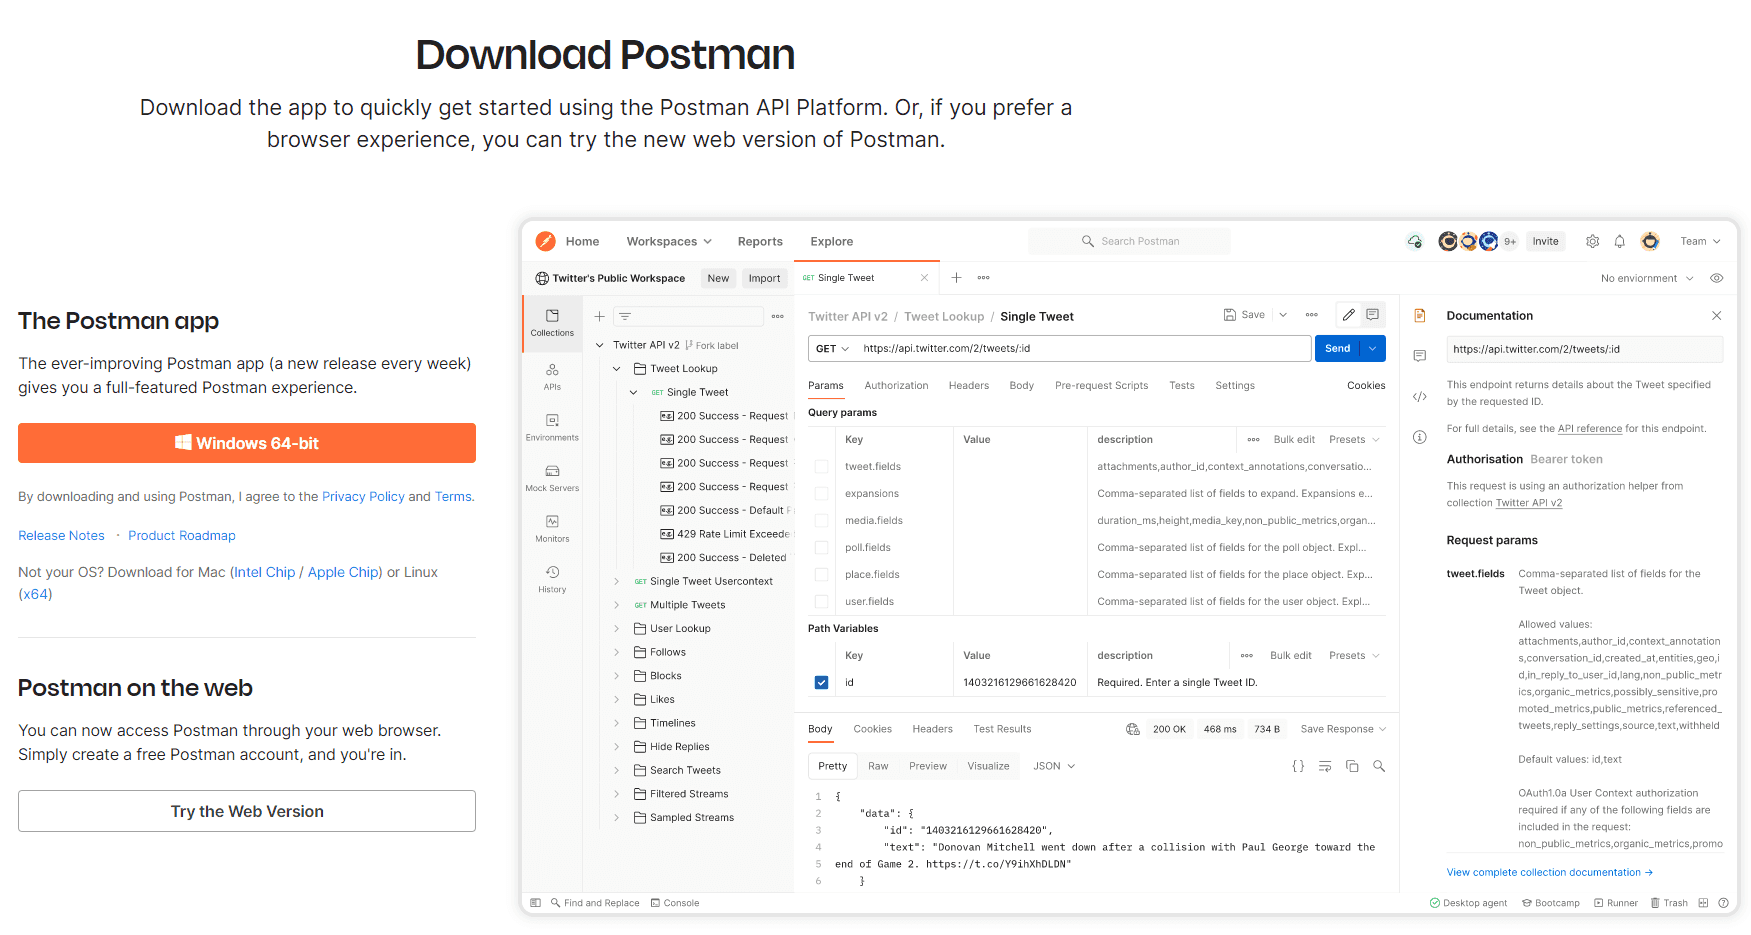 Download Postman
Download the app to quickly get started using the Postman API Platform. Or, if you prefer a
browser experience, you can try the new web version of Postman.
The Postman app
The ever-improving Postman app (a new release every week)
gives you a full-featured Postman experience.
Windows 64-bit
By downloading and using Postman, I agree to the Privacy Policy and Terms.
Release Notes · Product Roadmap
Not your OS? Download for Mac (Intel Chip / Apple Chip) or Linux
(x64)
Postman on the web
You can now access Postman through your web browser.
Simply create a free Postman account, and you're in.
Try the Web Version
Home Workspaces Reports Explore
Search Postman
9+ Invite Team
Twitter's Public Workspace New Import
GET Single Tweet
No enviornment
Collections
APIs
Environments
Mock Servers
Monitors
History
Twitter API v2 Fork label
Tweet Lookup
GET Single Tweet
200 Success - Request
200 Success - Request
200 Success - Request
200 Success - Request
200 Success - Default
429 Rate Limit Exceede
200 Success - Deleted
GET Single Tweet Usercontext
GET Multiple Tweets
User Lookup
Follows
Blocks
Likes
Timelines
Hide Replies
Search Tweets
Filtered Streams
Sampled Streams
Twitter API v2 / Tweet Lookup / Single Tweet
Save
GET https://api.twitter.com/2/tweets/:id
Send
Params Authorization Headers Body Pre-request Scripts Tests Settings Cookies
Query params
Key Value description Bulk edit Presets
tweet.fields attachments,author_id,context_annotations,conversatio...
expansions Comma-separated list of fields to expand. Expansions e...
media.fields duration_ms,height,media_key,non_public_metrics,organ...
poll.fields Comma-separated list of fields for the poll object. Expl...
place.fields Comma-separated list of fields for the place object. Exp...
user.fields Comma-separated list of fields for the user object. Expl...
Path Variables
Key Value description Bulk edit Presets
id 1403216129661628420 Required. Enter a single Tweet ID.
Body Cookies Headers Test Results
200 OK 468 ms 734 B Save Response
Pretty Raw Preview Visualize JSON
1 {
2 "data": {
3 "id": "1403216129661628420",
4 "text": "Donovan Mitchell went down after a collision with Paul George toward the
5 end of Game 2. https://t.co/Y9ihXhDLDN"
6 }
Documentation
https://api.twitter.com/2/tweets/:id
This endpoint returns details about the Tweet specified
by the requested ID.
For full details, see the API reference for this endpoint.
Authorisation Bearer token
This request is using an authorization helper from
collection Twitter API v2
Request params
tweet.fields Comma-separated list of fields for the
Tweet object.
Allowed values:
attachments,author_id,context_annotation
s,conversation_id,created_at,entities,geo,i
d,in_reply_to_user_id,lang,non_public_metr
ics,organic_metrics,possibly_sensitive,pro
moted_metrics,public_metrics,referenced_
tweets,reply_settings,source,text,withheld
Default values: id,text
OAuth1.0a User Context authorization
required if any of the following fields are
included in the request:
non_public_metrics,organic_metrics,promo
View complete collection documentation →
Find and Replace Console
Desktop agent Bootcamp Runner Trash